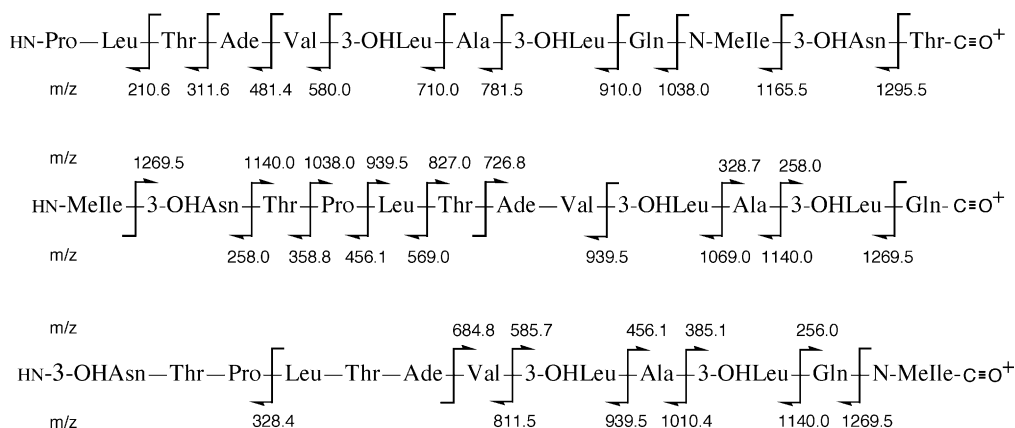 HN-Pro—Leu—Thr—Ade—Val—3-OHLeu—Ala—3-OHLeu—Gln—N-MeIle—3-OHAsn—Thr-C≡O+
m/z 210.6 311.6 481.4 580.0 710.0 781.5 910.0 1038.0 1165.5 1295.5
m/z 1269.5 1140.0 1038.0 939.5 827.0 726.8 328.7 258.0
HN-MeIle—3-OHAsn—Thr—Pro—Leu—Thr—Ade—Val—3-OHLeu—Ala—3-OHLeu—Gln-C≡O+
m/z 258.0 358.8 456.1 569.0 939.5 1069.0 1140.0 1269.5
m/z 684.8 585.7 456.1 385.1 256.0
HN-3-OHAsn—Thr—Pro—Leu—Thr—Ade—Val—3-OHLeu—Ala—3-OHLeu—Gln—N-MeIle-C≡O+
m/z 328.4 811.5 939.5 1010.4 1140.0 1269.5